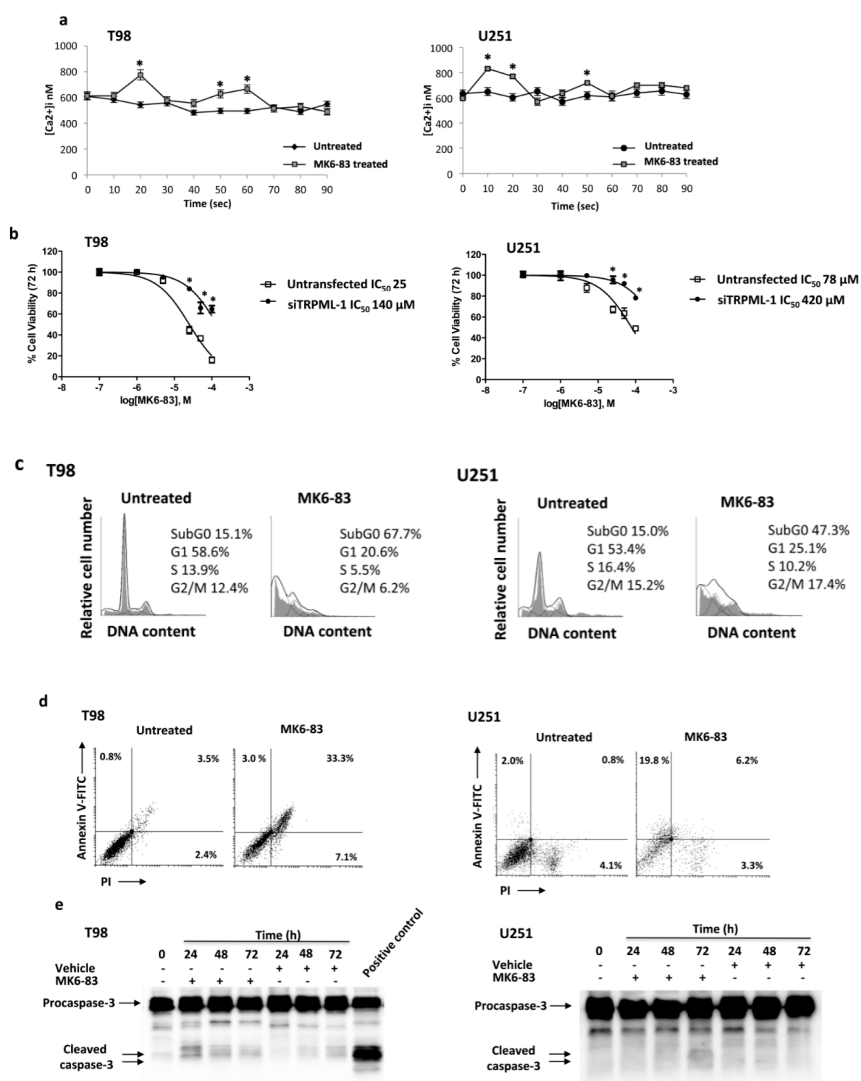 a
T98
U251
1000
800
600
400
200
0
[Ca2+]i nM
* * *
Untreated
MK6-83 treated
0 10 20 30 40 50 60 70 80 90
Time (sec)
1000
800
600
400
200
0
[Ca2+]i nM
* * *
Untreated
MK6-83 treated
0 10 20 30 40 50 60 70 80 90
Time (sec)
b
T98
120
100
80
60
40
20
0
% Cell Viability (72 h)
* * *
Untransfected IC50 25
siTRPML-1 IC50 140 µM
-8 -7 -6 -5 -4 -3
log[MK6-83], M
U251
120
100
80
60
40
20
0
% Cell Viability (72 h)
* * *
Untransfected IC50 78 µM
siTRPML-1 IC50 420 µM
-8 -7 -6 -5 -4 -3
log[MK6-83], M
c
T98
Untreated
MK6-83
Relative cell number
SubG0 15.1%
G1 58.6%
S 13.9%
G2/M 12.4%
SubG0 67.7%
G1 20.6%
S 5.5%
G2/M 6.2%
DNA content
DNA content
U251
Untreated
MK6-83
Relative cell number
SubG0 15.0%
G1 53.4%
S 16.4%
G2/M 15.2%
SubG0 47.3%
G1 25.1%
S 10.2%
G2/M 17.4%
DNA content
DNA content
d
T98
Untreated
MK6-83
Annexin V-FITC
0.8% 3.5%
2.4%
3.0 % 33.3%
7.1%
PI
U251
Untreated
MK6-83
Annexin V-FITC
2.0% 0.8%
4.1%
19.8 % 6.2%
3.3%
PI
e
T98
Time (h)
0 24 48 72 24 48 72
Positive control
Vehicle - - - - + + + -
MK6-83 - + + + - - - -
Procaspase-3
Cleaved
caspase-3
U251
Time (h)
0 24 48 72 24 48 72
Vehicle - - - - + + +
MK6-83 - + + + - - -
Procaspase-3
Cleaved
caspase-3